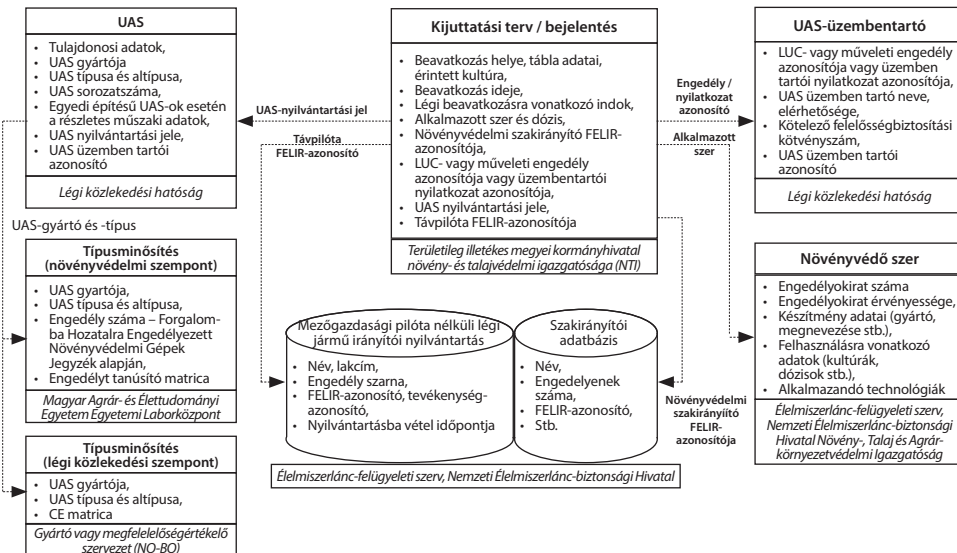 UAS
• Tulajdonosi adatok,
• UAS gyártója
• UAS típusa és altípusa,
• UAS sorozatszáma,
• Egyedi építésű UAS-ok esetén
a részletes műszaki adatok,
• UAS nyilvántartási jele,
• UAS üzemben tartói
azonosító
Légi közlekedési hatóság
UAS-gyártó és -típus
Típusminősítés
(növényvédelmi szempont)
• UAS gyartója,
• UAS típusa és altípusa,
• Engedély száma – Forgalom-
ba Hozatalra Engedélyezett
Növényvédelmi Gépek
Jegyzék alapján,
• Engedélyt tanúsító matrica
Magyar Agrár- és Élettudományi
Egyetem Egyetemi Laborközpont
Típusminősítés
(légi közlekedési szempont)
• UAS gyártója,
• UAS típusa és altípusa,
• CE matrica
Gyártó vagy megfelelelőségértékelő
szervezet (NO-BO)
UAS-nyilvántartási jel
Távpilóta
FELIR-azonosító
Kijuttatási terv / bejelentés
• Beavatkozás helye, tábla adatai,
érintett kultúra,
• Beavatkozás ideje,
• Légi beavatkozásra vonatkozó indok,
• Alkalmazott szer és dózis,
• Növényvédelmi szakirányító FELIR-
azonosítója,
• LUC- vagy műveleti engedély
azonosítója vagy üzembentartói
nyilatkozat azonosítója,
• UAS nyilvántartási jele,
• Távpilóta FELIR-azonosítója
Területileg illetékes megyei kormányhivatal
növény- és talajvédelmi igazgatósága (NTI)
Mezőgazdasági pilóta nélküli légi
jármű irányítói nyilvántartás
• Név, lakcím,
• Engedély szarna,
• FELIR-azonosító, tevékenység-
azonosító,
• Nyilvántartásba vétel időpontja
Szakirányítói
adatbázis
• Név,
• Engedelyenek
száma,
• FELIR-azonosító,
• Stb.
Élelmiszerlánc-felügyeleti szerv, Nemzeti Élelmiszerlánc-biztonsági Hivatal
Engedély /
nyilatkozat
azonosító
Alkalmazott
szer
Növényvédelmi
szakirányíító
FELIR-
azonosítója
UAS-üzembentartó
• LUC- vagy műveleti engedély
azonosítója vagy üzemben
tartói nyilatkozat azonosítója,
• UAS üzemben tartó neve,
elérhetősége,
• Kötelező felelősségbiztosítási
kötvényszám,
• UAS üzemben tartói
azonosító
Légi közlekedési hatóság
Növényvédő szer
• Engedélyokirat száma
• Engedélyokirat érvényessége,
• Készítmény adatai (gyártó,
megnevezése stb.),
• Felhasználásra vonatkozó
adatok (kultúrák,
dózisok stb.),
• Alkalmazandó technológiák
Élelmiszerlánc-felügyeleti szerv,
Nemzeti Élelmiszerlánc-biztonsági
Hivatal Növény-, Talaj és Agrár-
környezetvédelmi Igazgatóság